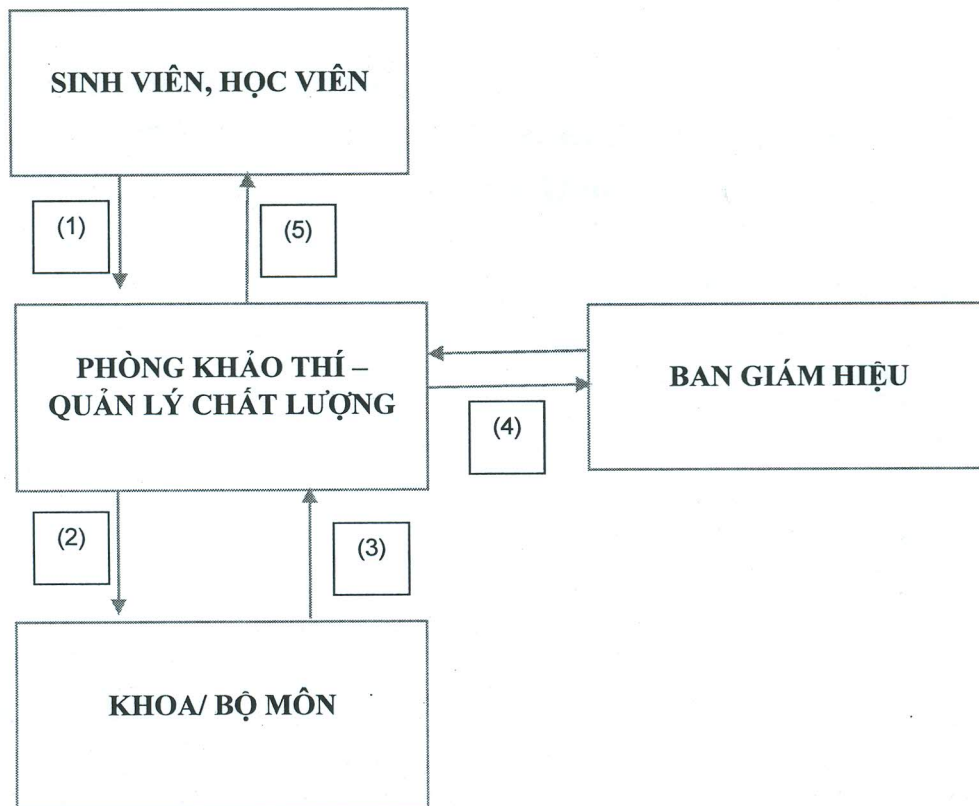 SINH VIÊN, HỌC VIÊN
(1)
(5)
PHÒNG KHẢO THÍ –
QUẢN LÝ CHẤT LƯỢNG
BAN GIÁM HIỆU
(4)
(2)
(3)
KHOA/ BỘ MÔN